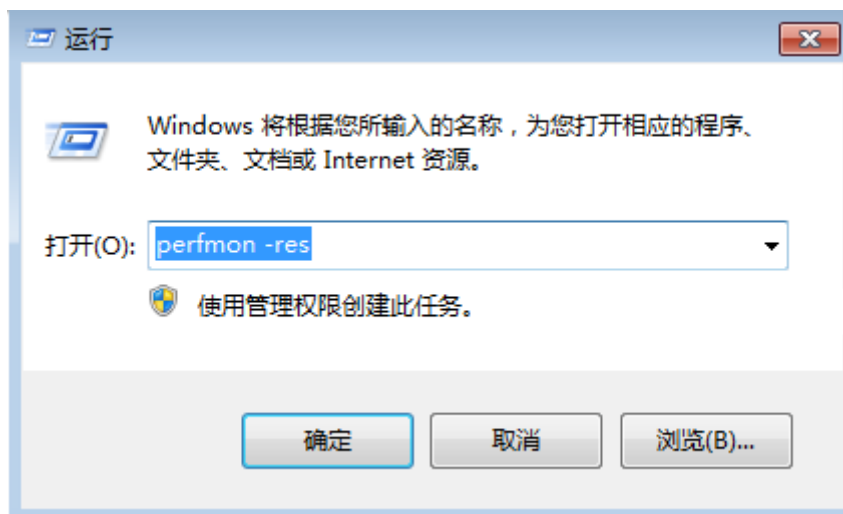 运行
Windows 将根据您所输入的名称，为您打开相应的程序、
文件夹、文档或 Internet 资源。
打开(O): perfmon -res
使用管理权限创建此任务。
确定 取消 浏览(B)...